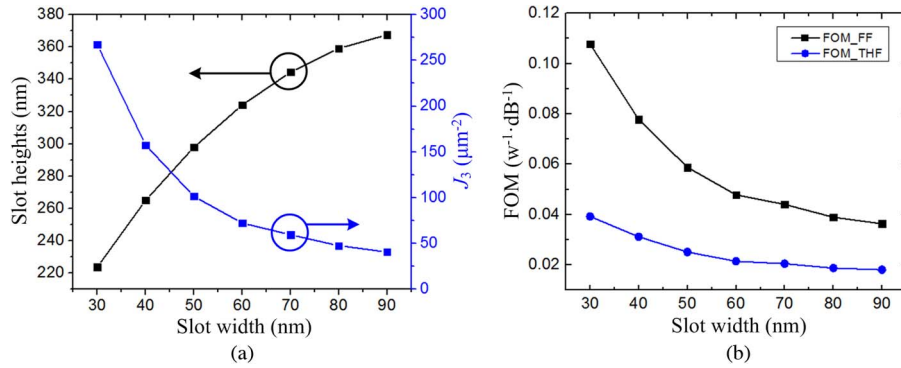 380
360
340
320
300
280
260
240
220
Slot heights (nm)
300
250
200
150
100
50
0
J3 (μm-2)
30 40 50 60 70 80 90
Slot width (nm)
(a)
0.10
0.08
0.06
0.04
0.02
FOM (w-1·dB-1)
FOM_FF
FOM_THF
30 40 50 60 70 80 90
Slot width (nm)
(b)